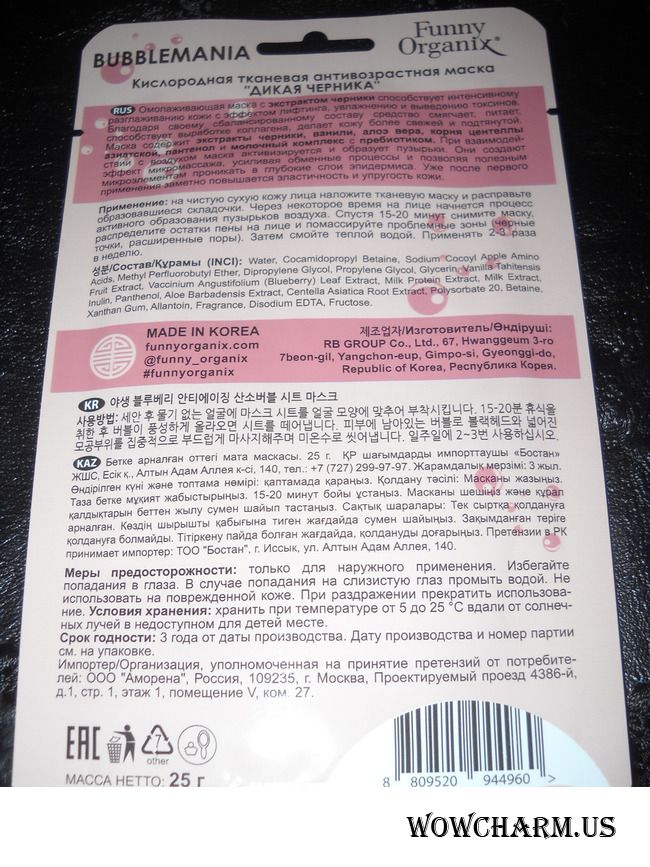 BUBBLEMANIA
Funny
Organix®
Кислородная тканевая антивозрастная маска
"ДИКАЯ ЧЕРНИКА"
RUS Омолаживающая маска с экстрактом черники способствует интенсивному
разглаживанию кожи с эффектом лифтинга, увлажнению и выведению токсинов.
Благодаря своему сбалансированному составу средство смягчает, питает,
способствует выработке коллагена, делает кожу более свежей и подтянутой.
Маска содержит экстракты черники, ванили, алоэ вера, корня центеллы
азиатской, пантенол и молочный комплекс с пребиотиком. При взаимодей-
ствии с воздухом маска активизируется и образует пузырьки. Они создают
эффект микромассажа, усиливая обменные процессы и позволяя полезным
микроэлементам проникать в глубокие слои эпидермиса. Уже после первого
применения заметно повышается эластичность и упругость кожи.
Применение: на чистую сухую кожу лица наложите тканевую маску и расправьте
образовавшиеся складочки. Через некоторое время на лице начнется процесс
активного образования пузырьков воздуха. Спустя 15-20 минут снимите маску,
распределите остатки пены на лице и помассируйте проблемные зоны (черные
точки, расширенные поры). Затем смойте теплой водой. Применять 2-3 раза
в неделю.
성분/Состав/Құрамы (INCI): Water, Cocamidopropyl Betaine, Sodium Cocoyl Apple Amino
Acids, Methyl Perfluorobutyl Ether, Dipropylene Glycol, Propylene Glycol, Glycerin, Vanilla Tahitensis
Fruit Extract, Vaccinium Angustifolium (Blueberry) Leaf Extract, Milk Protein Extract, Milk Extract,
Inulin, Panthenol, Aloe Barbadensis Extract, Centella Asiatica Root Extract, Polysorbate 20, Betaine,
Xanthan Gum, Allantoin, Fragrance, Disodium EDTA, Fructose.
MADE IN KOREA
funnyorganix.com
@funny_organix
#funnyorganix
제조업자/Изготовитель/Өндіруші:
RB GROUP Co., Ltd., 67, Hwanggeum 3-ro
7beon-gil, Yangchon-eup, Gimpo-si, Gyeonggi-do,
Republic of Korea, Республика Корея.
KR 야생 블루베리 안티에이징 산소버블 시트 마스크
사용방법: 세안 후 물기 없는 얼굴에 마스크 시트를 얼굴 모양에 맞추어 부착시킵니다. 15-20분 휴식을
취한 후 버블이 풍성하게 올라오면 시트를 떼어냅니다. 피부에 남아있는 버블로 블랙헤드와 넓어진
모공부위를 집중적으로 부드럽게 마사지해주며 미온수로 씻어냅니다. 일주일에 2~3번 사용하십시오.
KAZ Бетке арналған оттегі мата маскасы. 25 г. ҚР шағымдарды импорттаушы «Бостан»
ЖШС, Есік қ., Алтын Адам Аллея к-сі, 140, тел.: +7 (727) 299-97-97. Жарамдалық мерзімі: 3 жыл.
Өндірілген күні және топтама нөмірі: қаптамада қараңыз. Қолдану тәсілі: Масканы жазыңыз.
Таза бетке мұқият жабыстырыңыз. 15-20 минут бойы ұстаңыз. Масканы шешіңіз және құрал
қалдықтарын беттен жылу сумен шайып тастаңыз. Сақтық шаралары: Тек сыртқа қолдануға
арналған. Көздің шырышты қабығына тиген жағдайда сумен шайыңыз. Зақымданған теріге
қолдануға болмайды. Тітіркену пайда болған жағдайда, қолдануды доғарыңыз. Претензии в РК
принимает импортер: ТОО "Бостан", г. Иссык, ул. Алтын Адам Аллея, 140.
Меры предосторожности: только для наружного применения. Избегайте
попадания в глаза. В случае попадания на слизистую глаз промыть водой. Не
использовать на поврежденной коже. При раздражении прекратить использова-
ние. Условия хранения: хранить при температуре от 5 до 25 °C вдали от солнеч-
ных лучей в недоступном для детей месте.
Срок годности: 3 года от даты производства. Дату производства и номер партии
см. на упаковке.
Импортер/Организация, уполномоченная на принятие претензий от потребите-
лей: ООО "Аморена", Россия, 109235, г. Москва, Проектируемый проезд 4386-й,
д.1, стр. 1, этаж 1, помещение V, ком. 27.
EAC
other
МАССА НЕТТО: 25 г
8 809520 944960 >
WOWCHARM.US